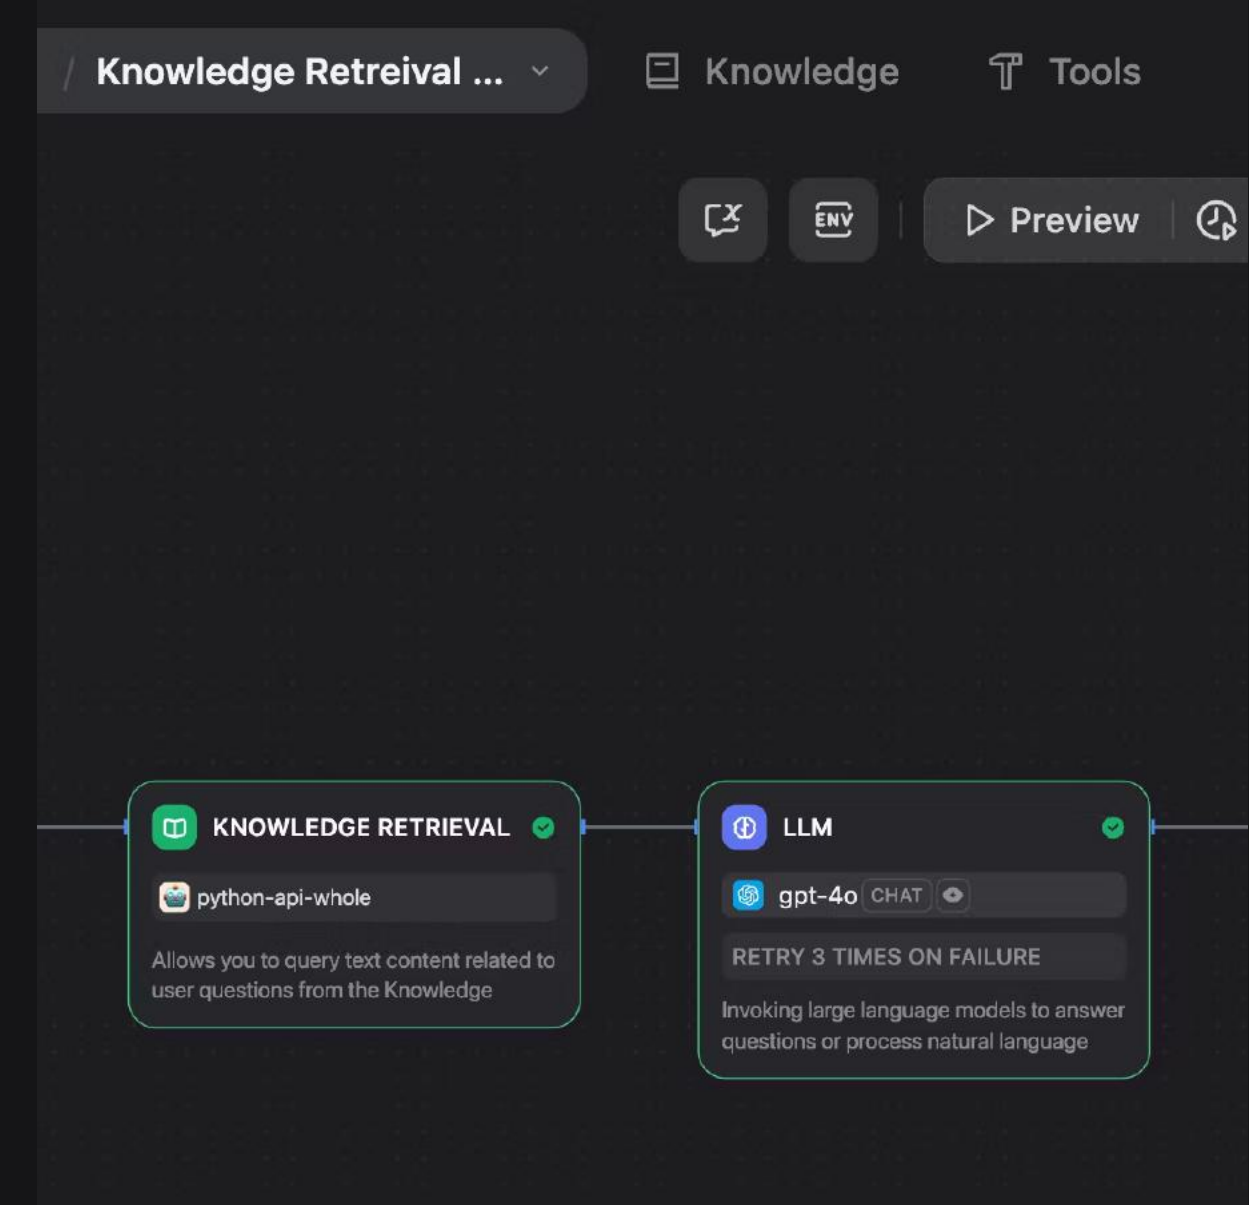 / Knowledge Retreival ...
Knowledge
Tools
ENV
Preview
KNOWLEDGE RETRIEVAL
python-api-whole
Allows you to query text content related to
user questions from the Knowledge
LLM
gpt-4o CHAT
RETRY 3 TIMES ON FAILURE
Invoking large language models to answer
questions or process natural language